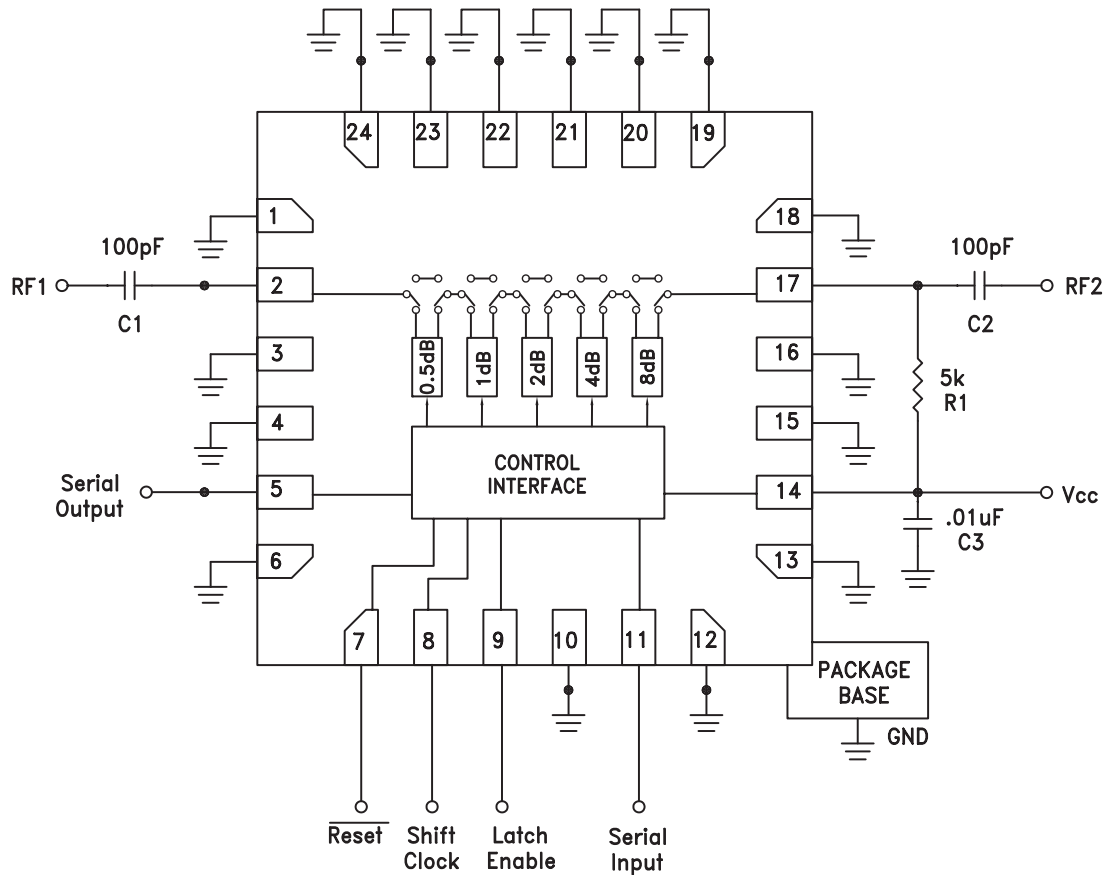 24
23
22
21
20
19
1
18
100pF
100pF
RF1
2
17
RF2
C1
C2
3
0.5dB
1dB
2dB
4dB
8dB
16
5k
R1
4
15
CONTROL
INTERFACE
Serial
Output
5
14
Vcc
.01uF
C3
6
13
7
8
9
10
11
12
PACKAGE
BASE
GND
Reset
Shift
Clock
Latch
Enable
Serial
Input